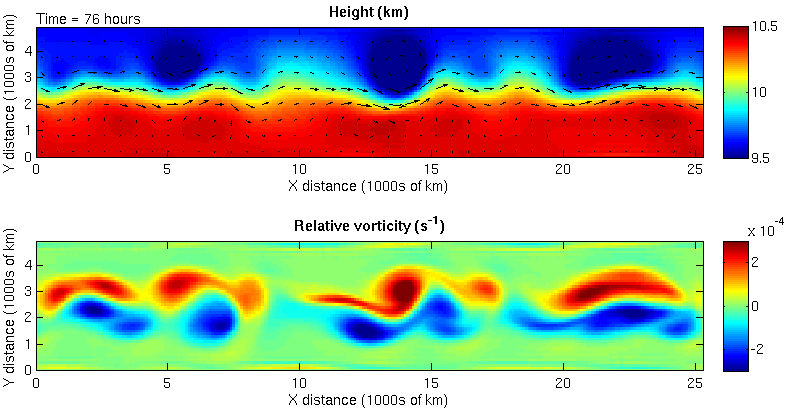 Height (km)
Time = 76 hours
Y distance (1000s of km)
4
3
2
1
0
0 5 10 15 20 25
X distance (1000s of km)
10.5
10
9.5
Relative vorticity (s-1)
Y distance (1000s of km)
4
3
2
1
0
0 5 10 15 20 25
X distance (1000s of km)
x 10-4
2
0
-2